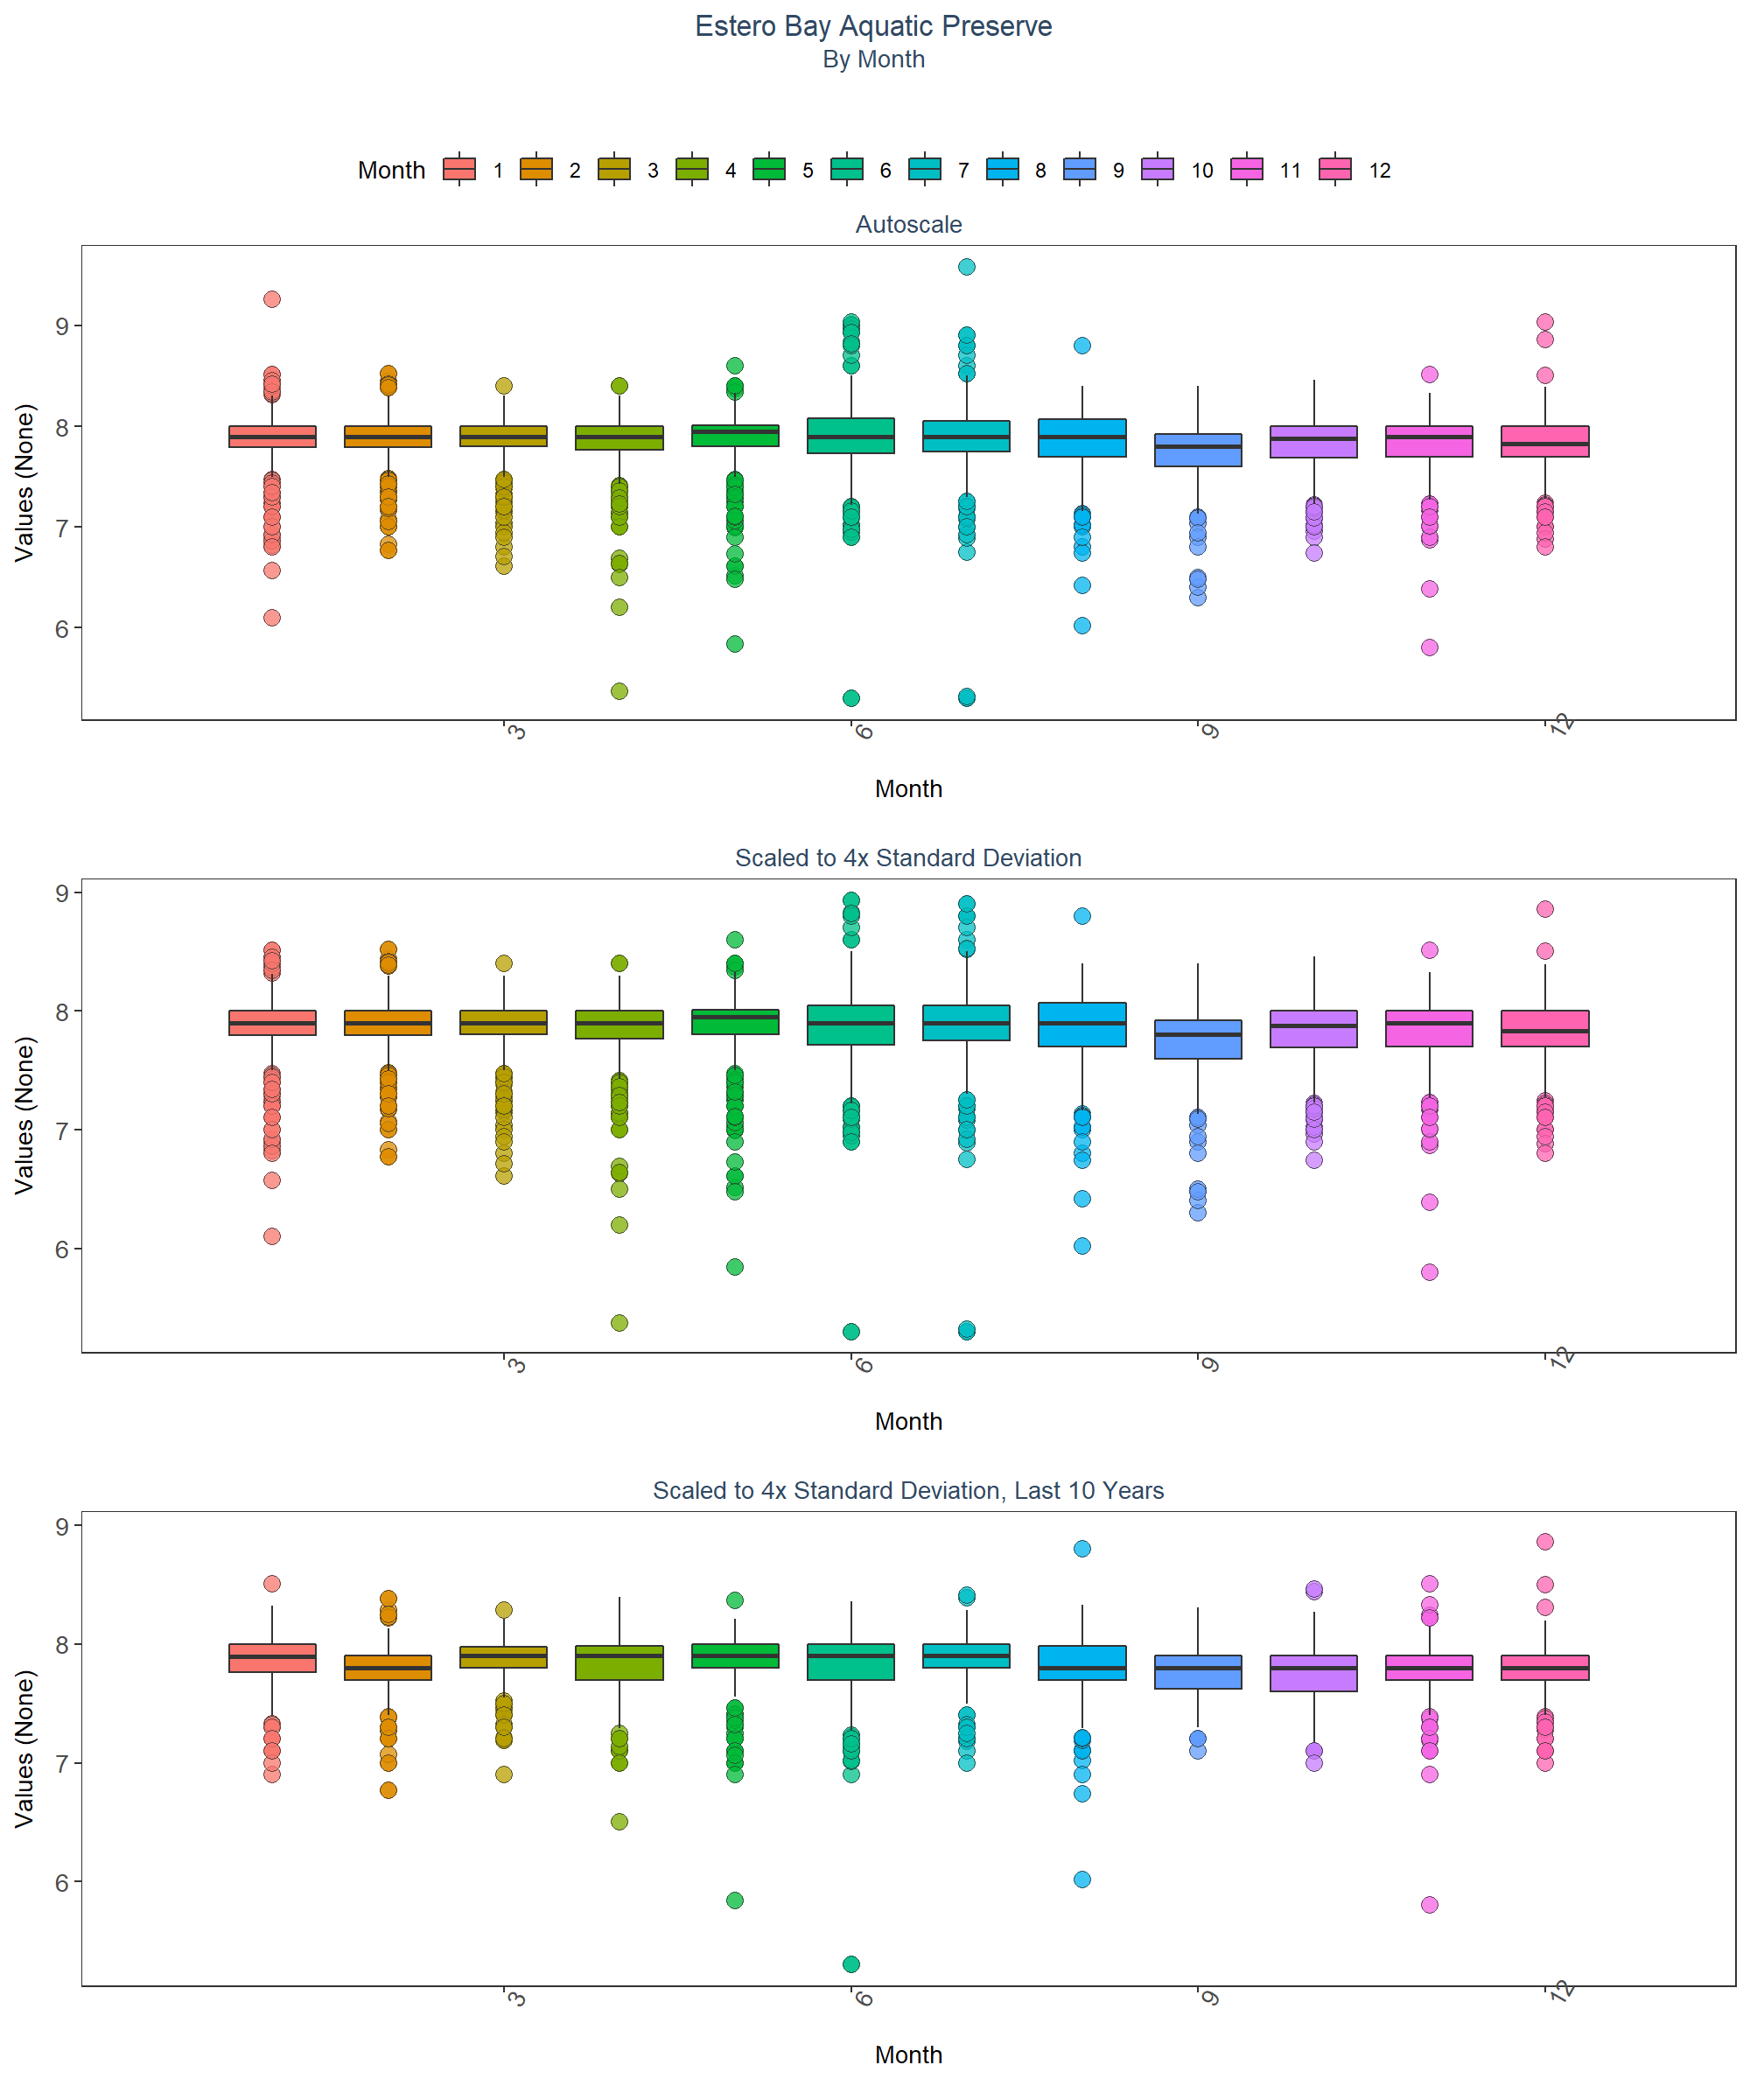 Estero Bay Aquatic Preserve
By Month
Month 1 2 3 4 5 6 7 8 9 10 11 12
Autoscale
Values (None)
9
8
7
6
3 6 9 12
Month
Scaled to 4x Standard Deviation
Values (None)
9
8
7
6
3 6 9 12
Month
Scaled to 4x Standard Deviation, Last 10 Years
Values (None)
9
8
7
6
3 6 9 12
Month